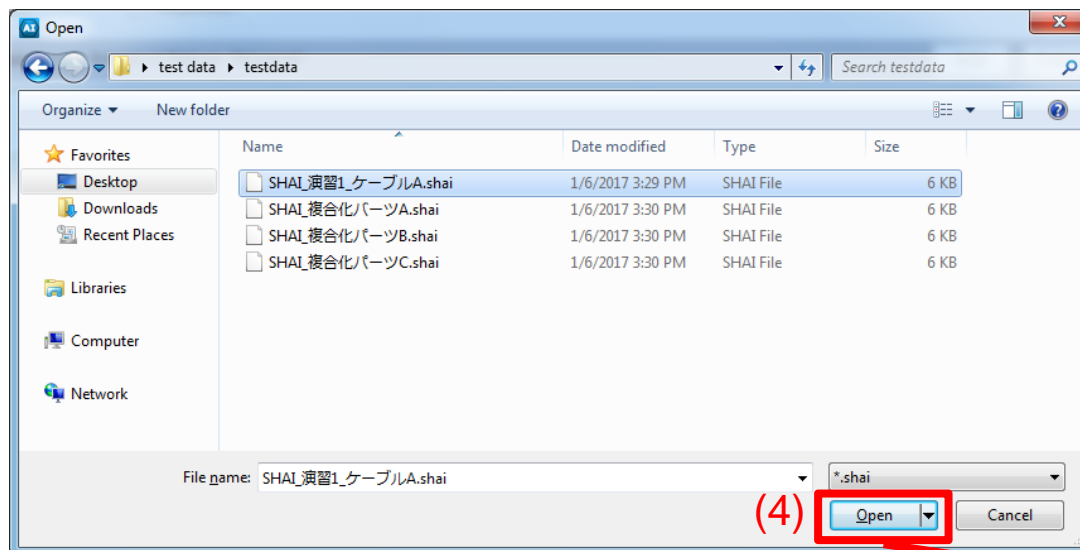 AI Open
test data testdata Search testdata
Organize New folder
Name Date modified Type Size
Favorites
Desktop
Downloads
Recent Places
Libraries
Computer
Network
SHAI_演習1_ケーブルA.shai 1/6/2017 3:29 PM SHAI File 6 KB
SHAI_複合化パーツA.shai 1/6/2017 3:30 PM SHAI File 6 KB
SHAI_複合化パーツB.shai 1/6/2017 3:30 PM SHAI File 6 KB
SHAI_複合化パーツC.shai 1/6/2017 3:30 PM SHAI File 6 KB
File name: SHAI_演習1_ケーブルA.shai *.shai
(4) Open Cancel